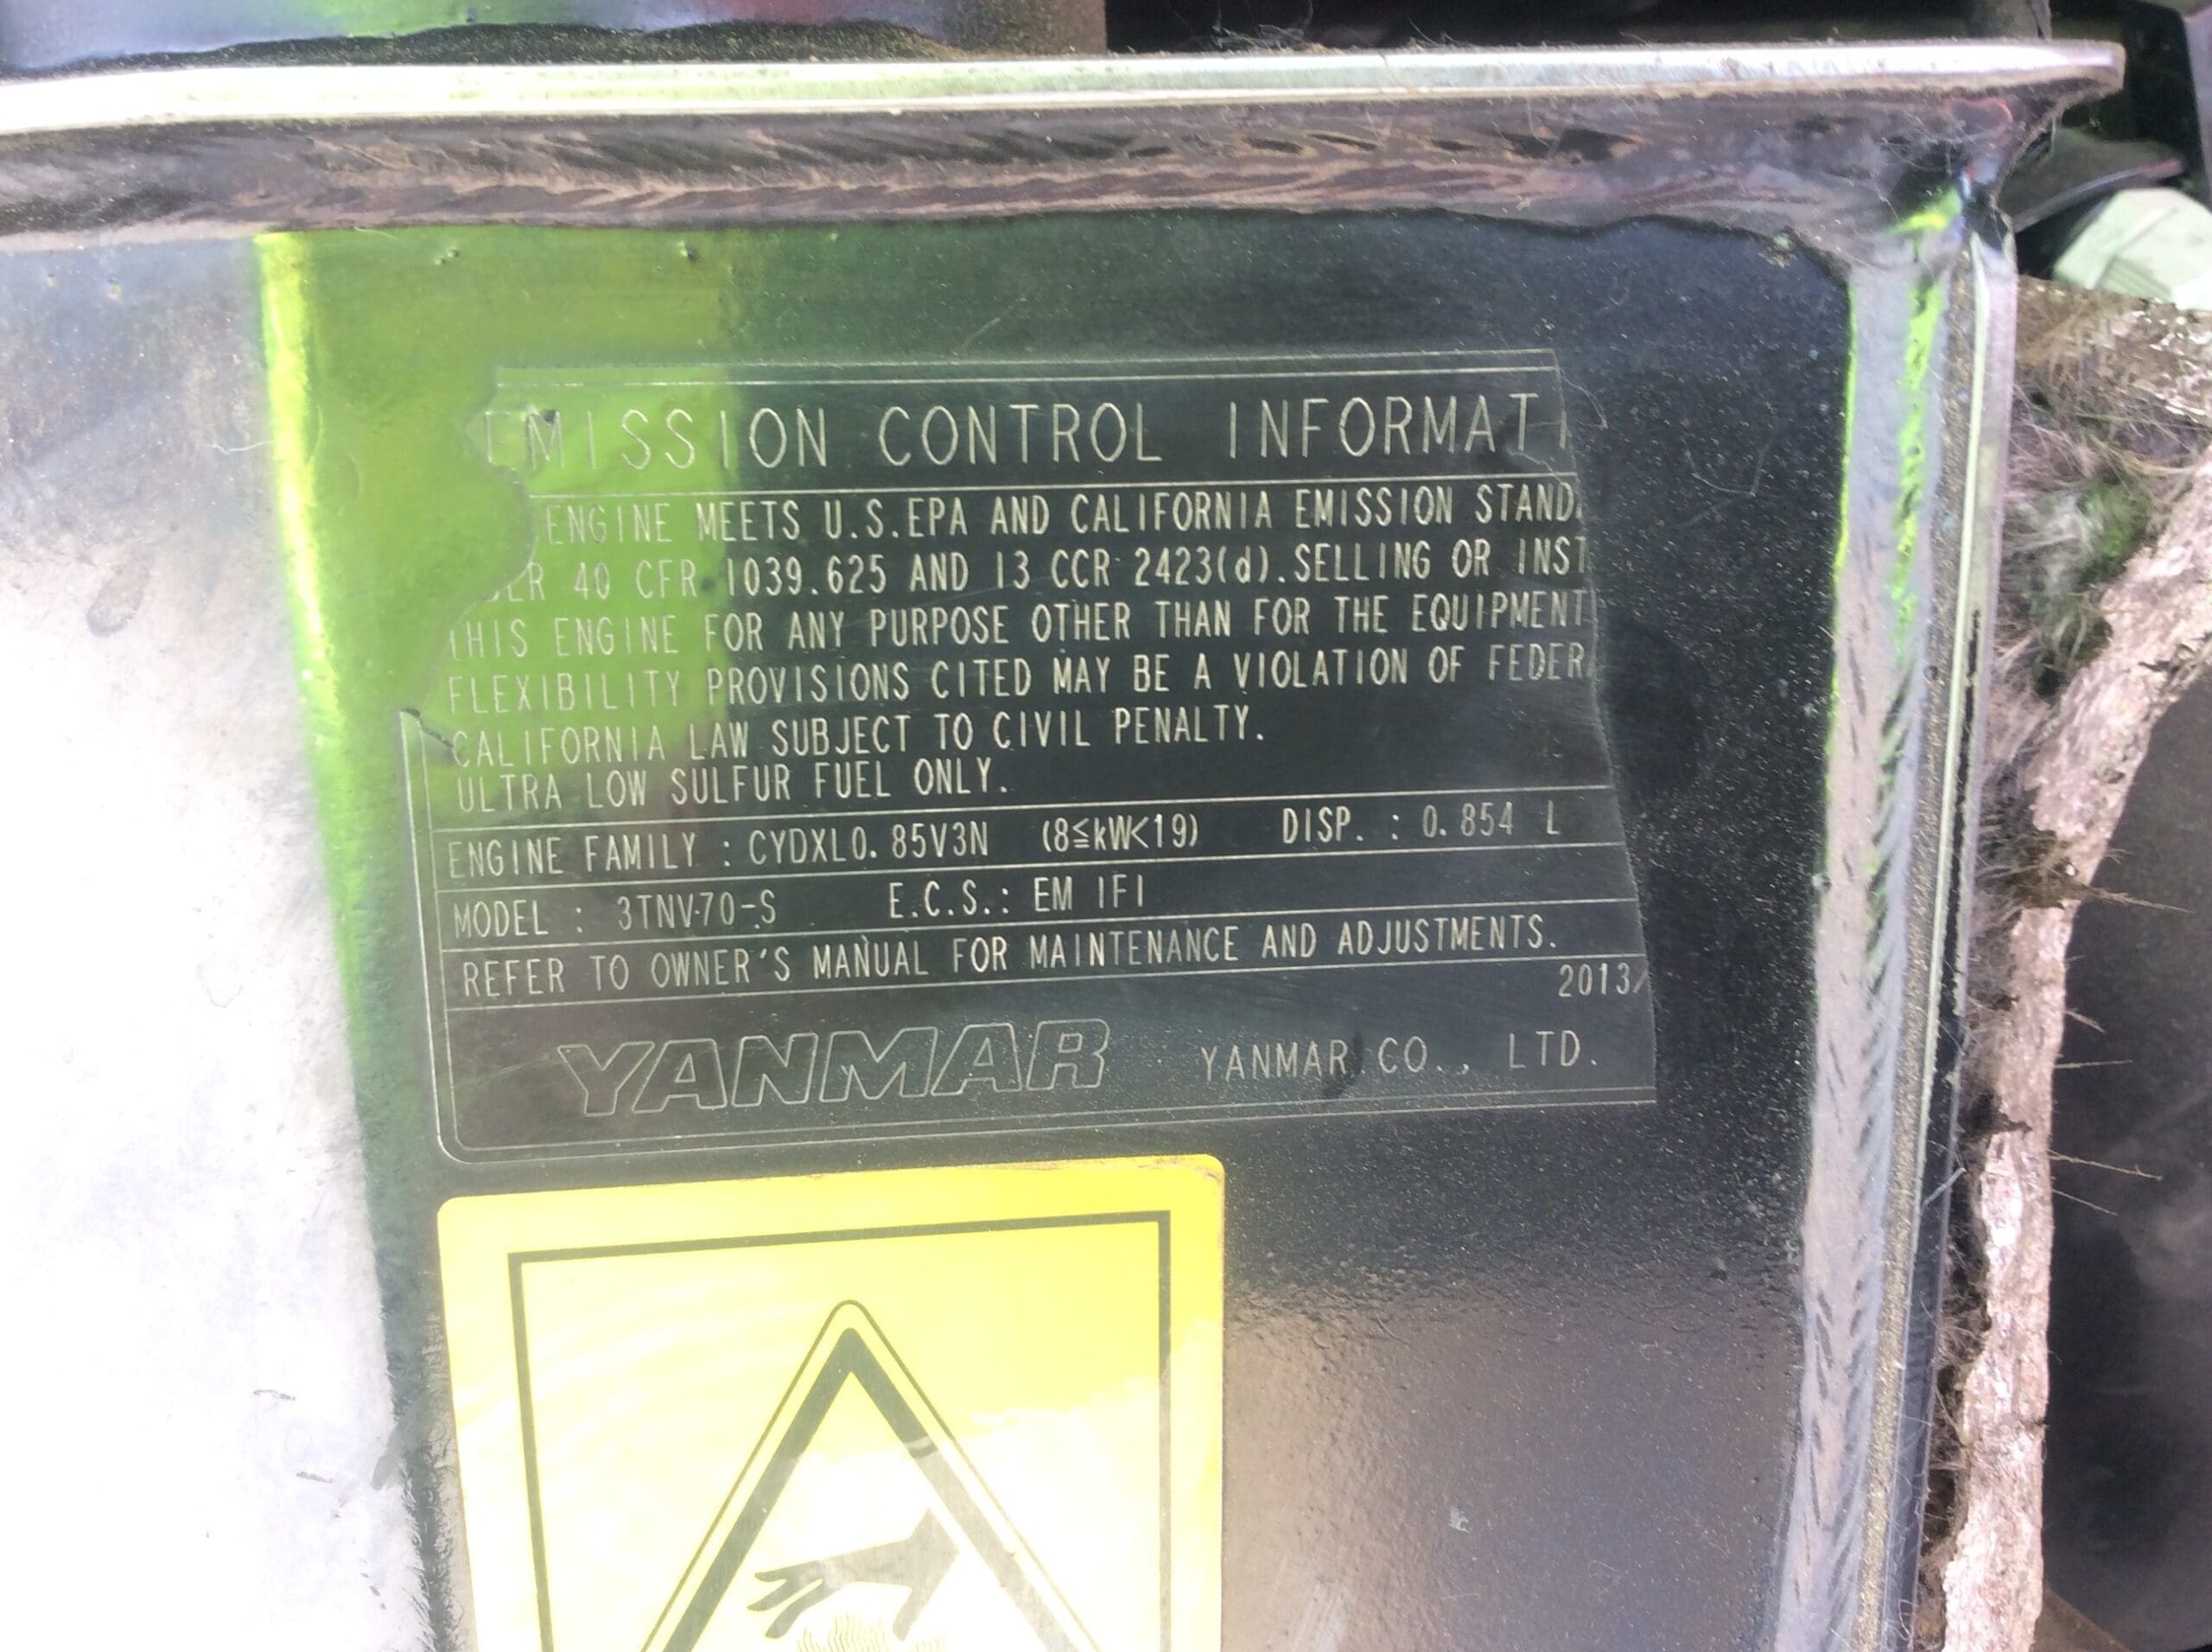 EMISSION CONTROL INFORMATI
ENGINE MEETS U.S.EPA AND CALIFORNIA EMISSION STAND
DER 40 CFR 1039.625 AND 13 CCR 2423(d).SELLING OR INST
THIS ENGINE FOR ANY PURPOSE OTHER THAN FOR THE EQUIPMENT
FLEXIBILITY PROVISIONS CITED MAY BE A VIOLATION OF FEDER
CALIFORNIA LAW SUBJECT TO CIVIL PENALTY.
ULTRA LOW SULFUR FUEL ONLY.
ENGINE FAMILY : CYDXL0.85V3N (8≦kW<19) DISP. : 0.854 L
MODEL : 3TNV70-S E.C.S.: EM IFI
REFER TO OWNER'S MANUAL FOR MAINTENANCE AND ADJUSTMENTS.
2013/
YANMAR YANMAR CO., LTD.